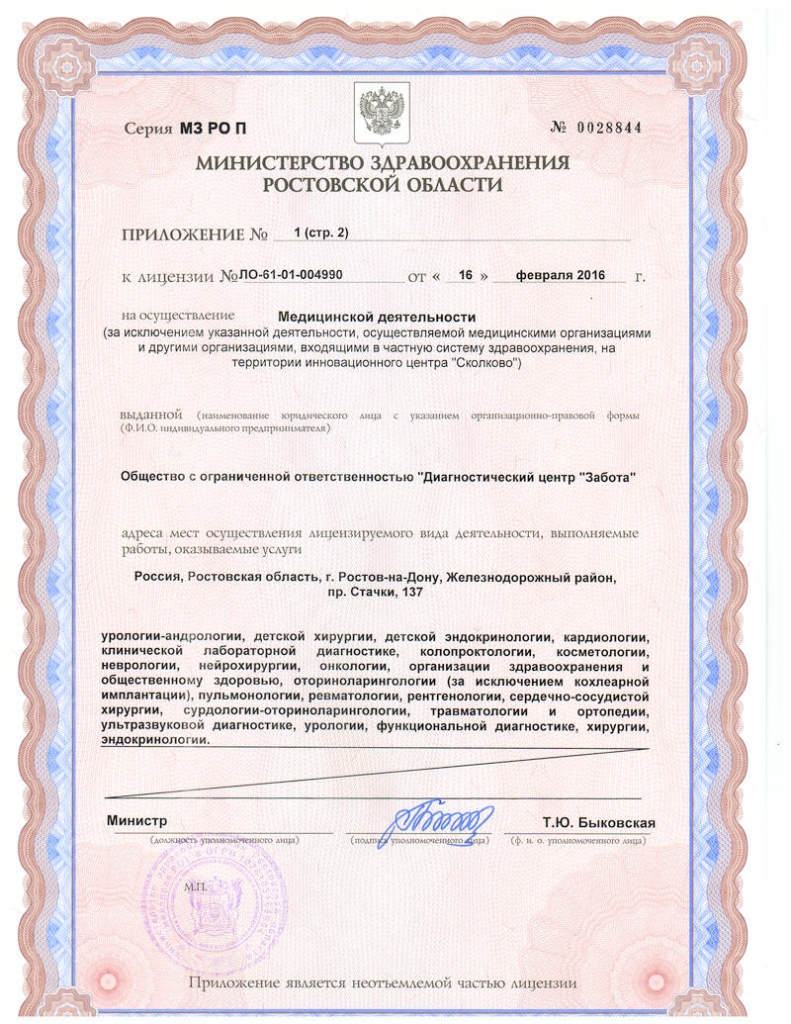 Серия МЗ РО П № 0028844
МИНИСТЕРСТВО ЗДРАВООХРАНЕНИЯ
РОСТОВСКОЙ ОБЛАСТИ
ПРИЛОЖЕНИЕ № 1 (стр. 2)
к лицензии № ЛО-61-01-004990 от « 16 » февраля 2016 г.
на осуществление Медицинской деятельности
(за исключением указанной деятельности, осуществляемой медицинскими организациями
и другими организациями, входящими в частную систему здравоохранения, на
территории инновационного центра "Сколково")
выданной (наименование юридического лица с указанием организационно-правовой формы
(Ф.И.О. индивидуального предпринимателя)
Общество с ограниченной ответственностью "Диагностический центр "Забота"
адреса мест осуществления лицензируемого вида деятельности, выполняемые
работы, оказываемые услуги
Россия, Ростовская область, г. Ростов-на-Дону, Железнодорожный район,
пр. Стачки, 137
урологии-андрологии, детской хирургии, детской эндокринологии, кардиологии,
клинической лабораторной диагностике, колопроктологии, косметологии,
неврологии, нейрохирургии, онкологии, организации здравоохранения и
общественному здоровью, оториноларингологии (за исключением кохлеарной
имплантации), пульмонологии, ревматологии, рентгенологии, сердечно-сосудистой
хирургии, сурдологии-оториноларингологии, травматологии и ортопедии,
ультразвуковой диагностике, урологии, функциональной диагностике, хирургии,
эндокринологии.
Министр Т.Ю. Быковская
(должность уполномоченного лица) (подпись уполномоченного лица) (ф. и. о. уполномоченного лица)
М.П.
Приложение является неотъемлемой частью лицензии